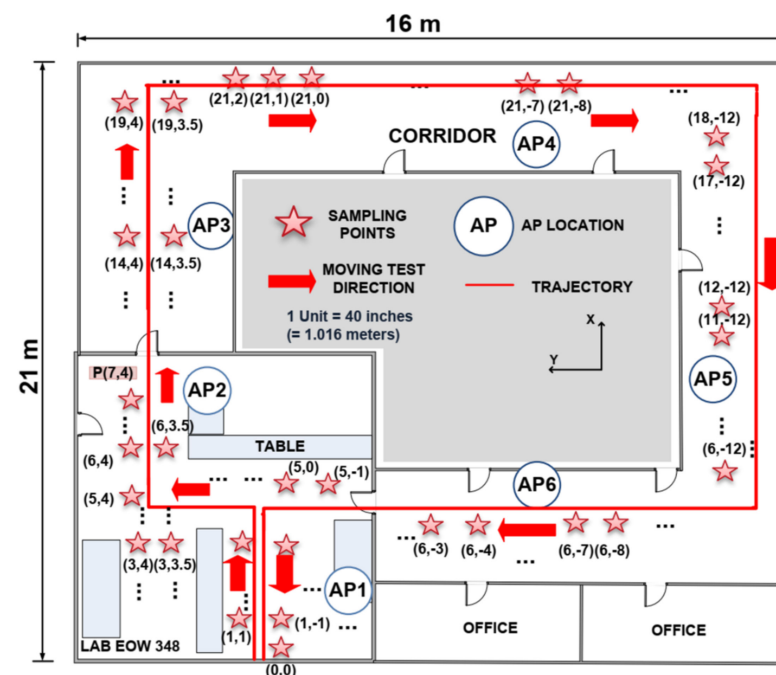 16 m
21 m
(21,2) (21,1) (21,0)
...
(21,-7) (21,-8)
...
(19,4) (19,3.5)
(18,-12)
(17,-12)
CORRIDOR
AP4
AP3
(14,4) (14,3.5)
SAMPLING
POINTS
AP
AP LOCATION
MOVING TEST
DIRECTION
TRAJECTORY
1 Unit = 40 inches
(= 1.016 meters)
X
Y
(12,-12)
(11,-12)
AP5
P(7,4)
AP2
(6,3.5)
(6,4)
TABLE
(5,0) (5,-1)
(6,-12)
AP6
(5,4)
(6,-3) (6,-4) (6,-7) (6,-8)
(3,4) (3,3.5)
AP1
(1,1) (1,-1)
OFFICE
OFFICE
LAB EOW 348
(0,0)